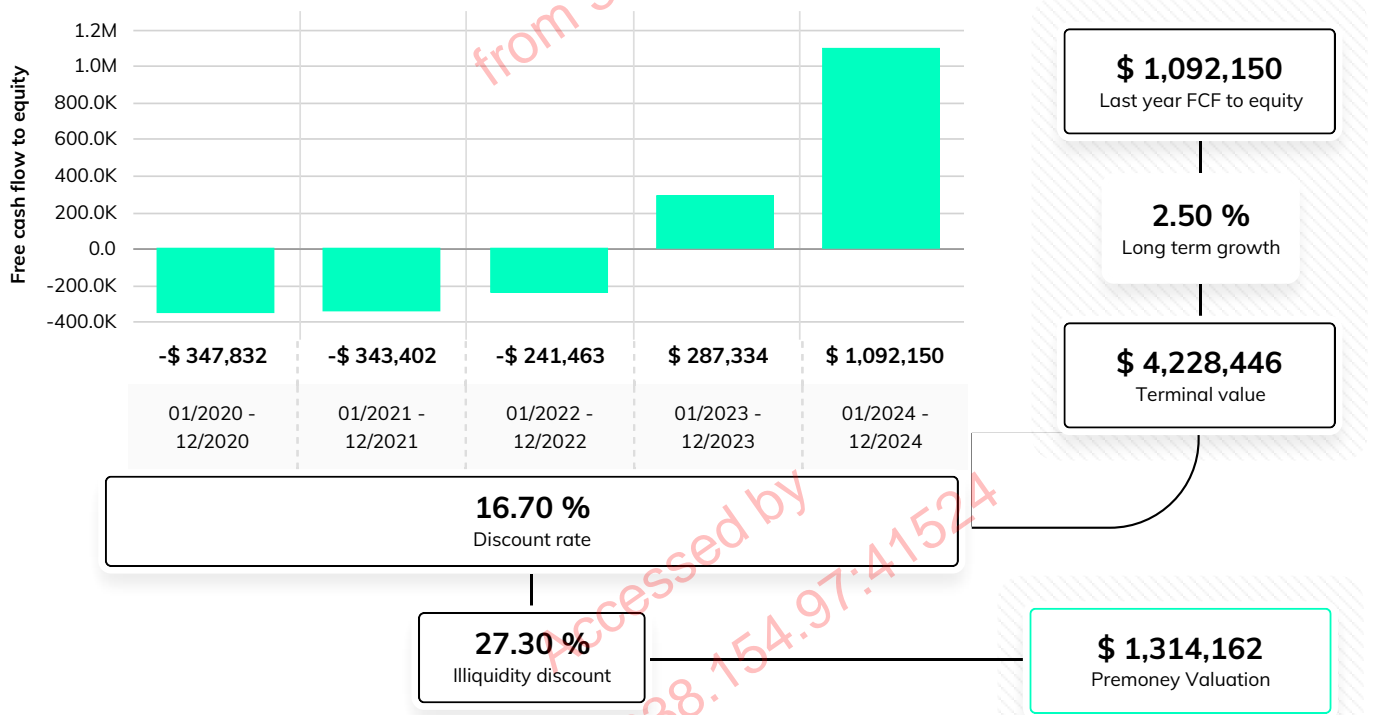 Free cash flow to equity
1.2M
1.0M
800.0K
600.0K
400.0K
200.0K
0.0
-200.0K
-400.0K
-$ 347,832
-$ 343,402
-$ 241,463
$ 287,334
$ 1,092,150
01/2020 -
12/2020
01/2021 -
12/2021
01/2022 -
12/2022
01/2023 -
12/2023
01/2024 -
12/2024
$ 1,092,150
Last year FCF to equity
2.50 %
Long term growth
$ 4,228,446
Terminal value
16.70 %
Discount rate
27.30 %
Illiquidity discount
$ 1,314,162
Premoney Valuation
from
Accessed by
38.154.97:41524